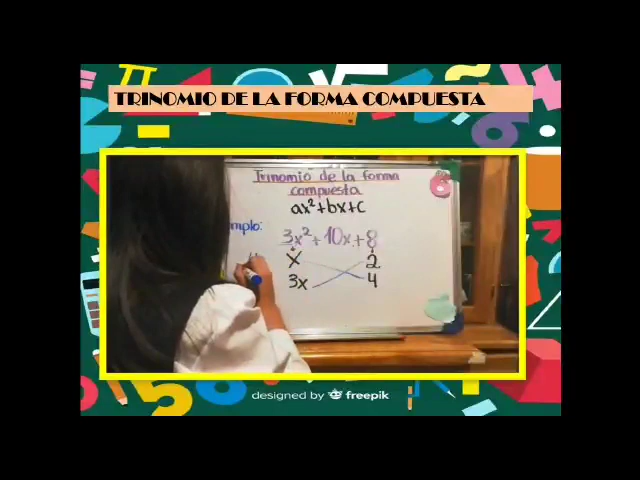 TRINOMIO DE LA FORMA COMPUESTA
Trinomio de la forma
compuesta
ax²+bx+c
mplo:
3x²+10x+8
x 2
3x 4
designed by freepik